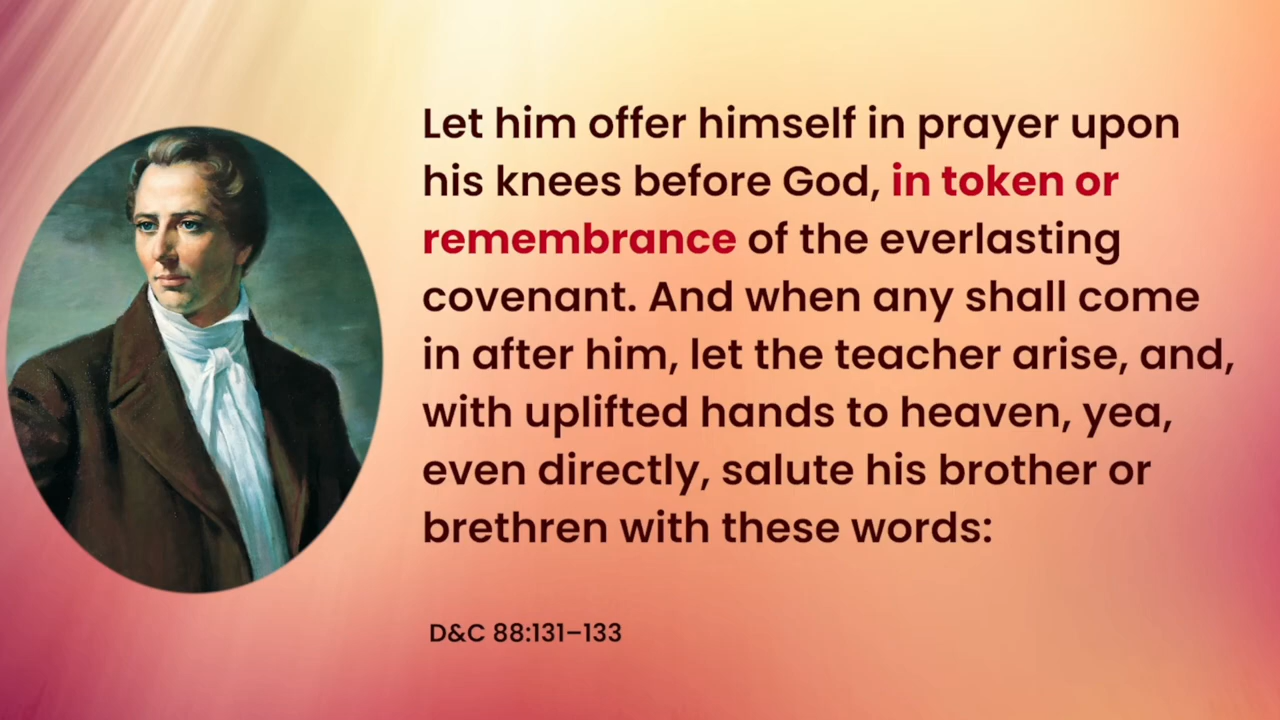 Let him offer himself in prayer upon
his knees before God, in token or
remembrance of the everlasting
covenant. And when any shall come
in after him, let the teacher arise, and,
with uplifted hands to heaven, yea,
even directly, salute his brother or
brethren with these words:
D&C 88:131–133